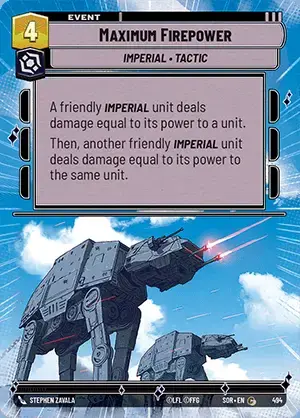 EVENT
4
MAXIMUM FIREPOWER
IMPERIAL • TACTIC
A friendly IMPERIAL unit deals
damage equal to its power to a unit.
Then, another friendly IMPERIAL unit
deals damage equal to its power to
the same unit.
STEPHEN ZAVALA
©LFL ©FFG
SOR • EN
C
494